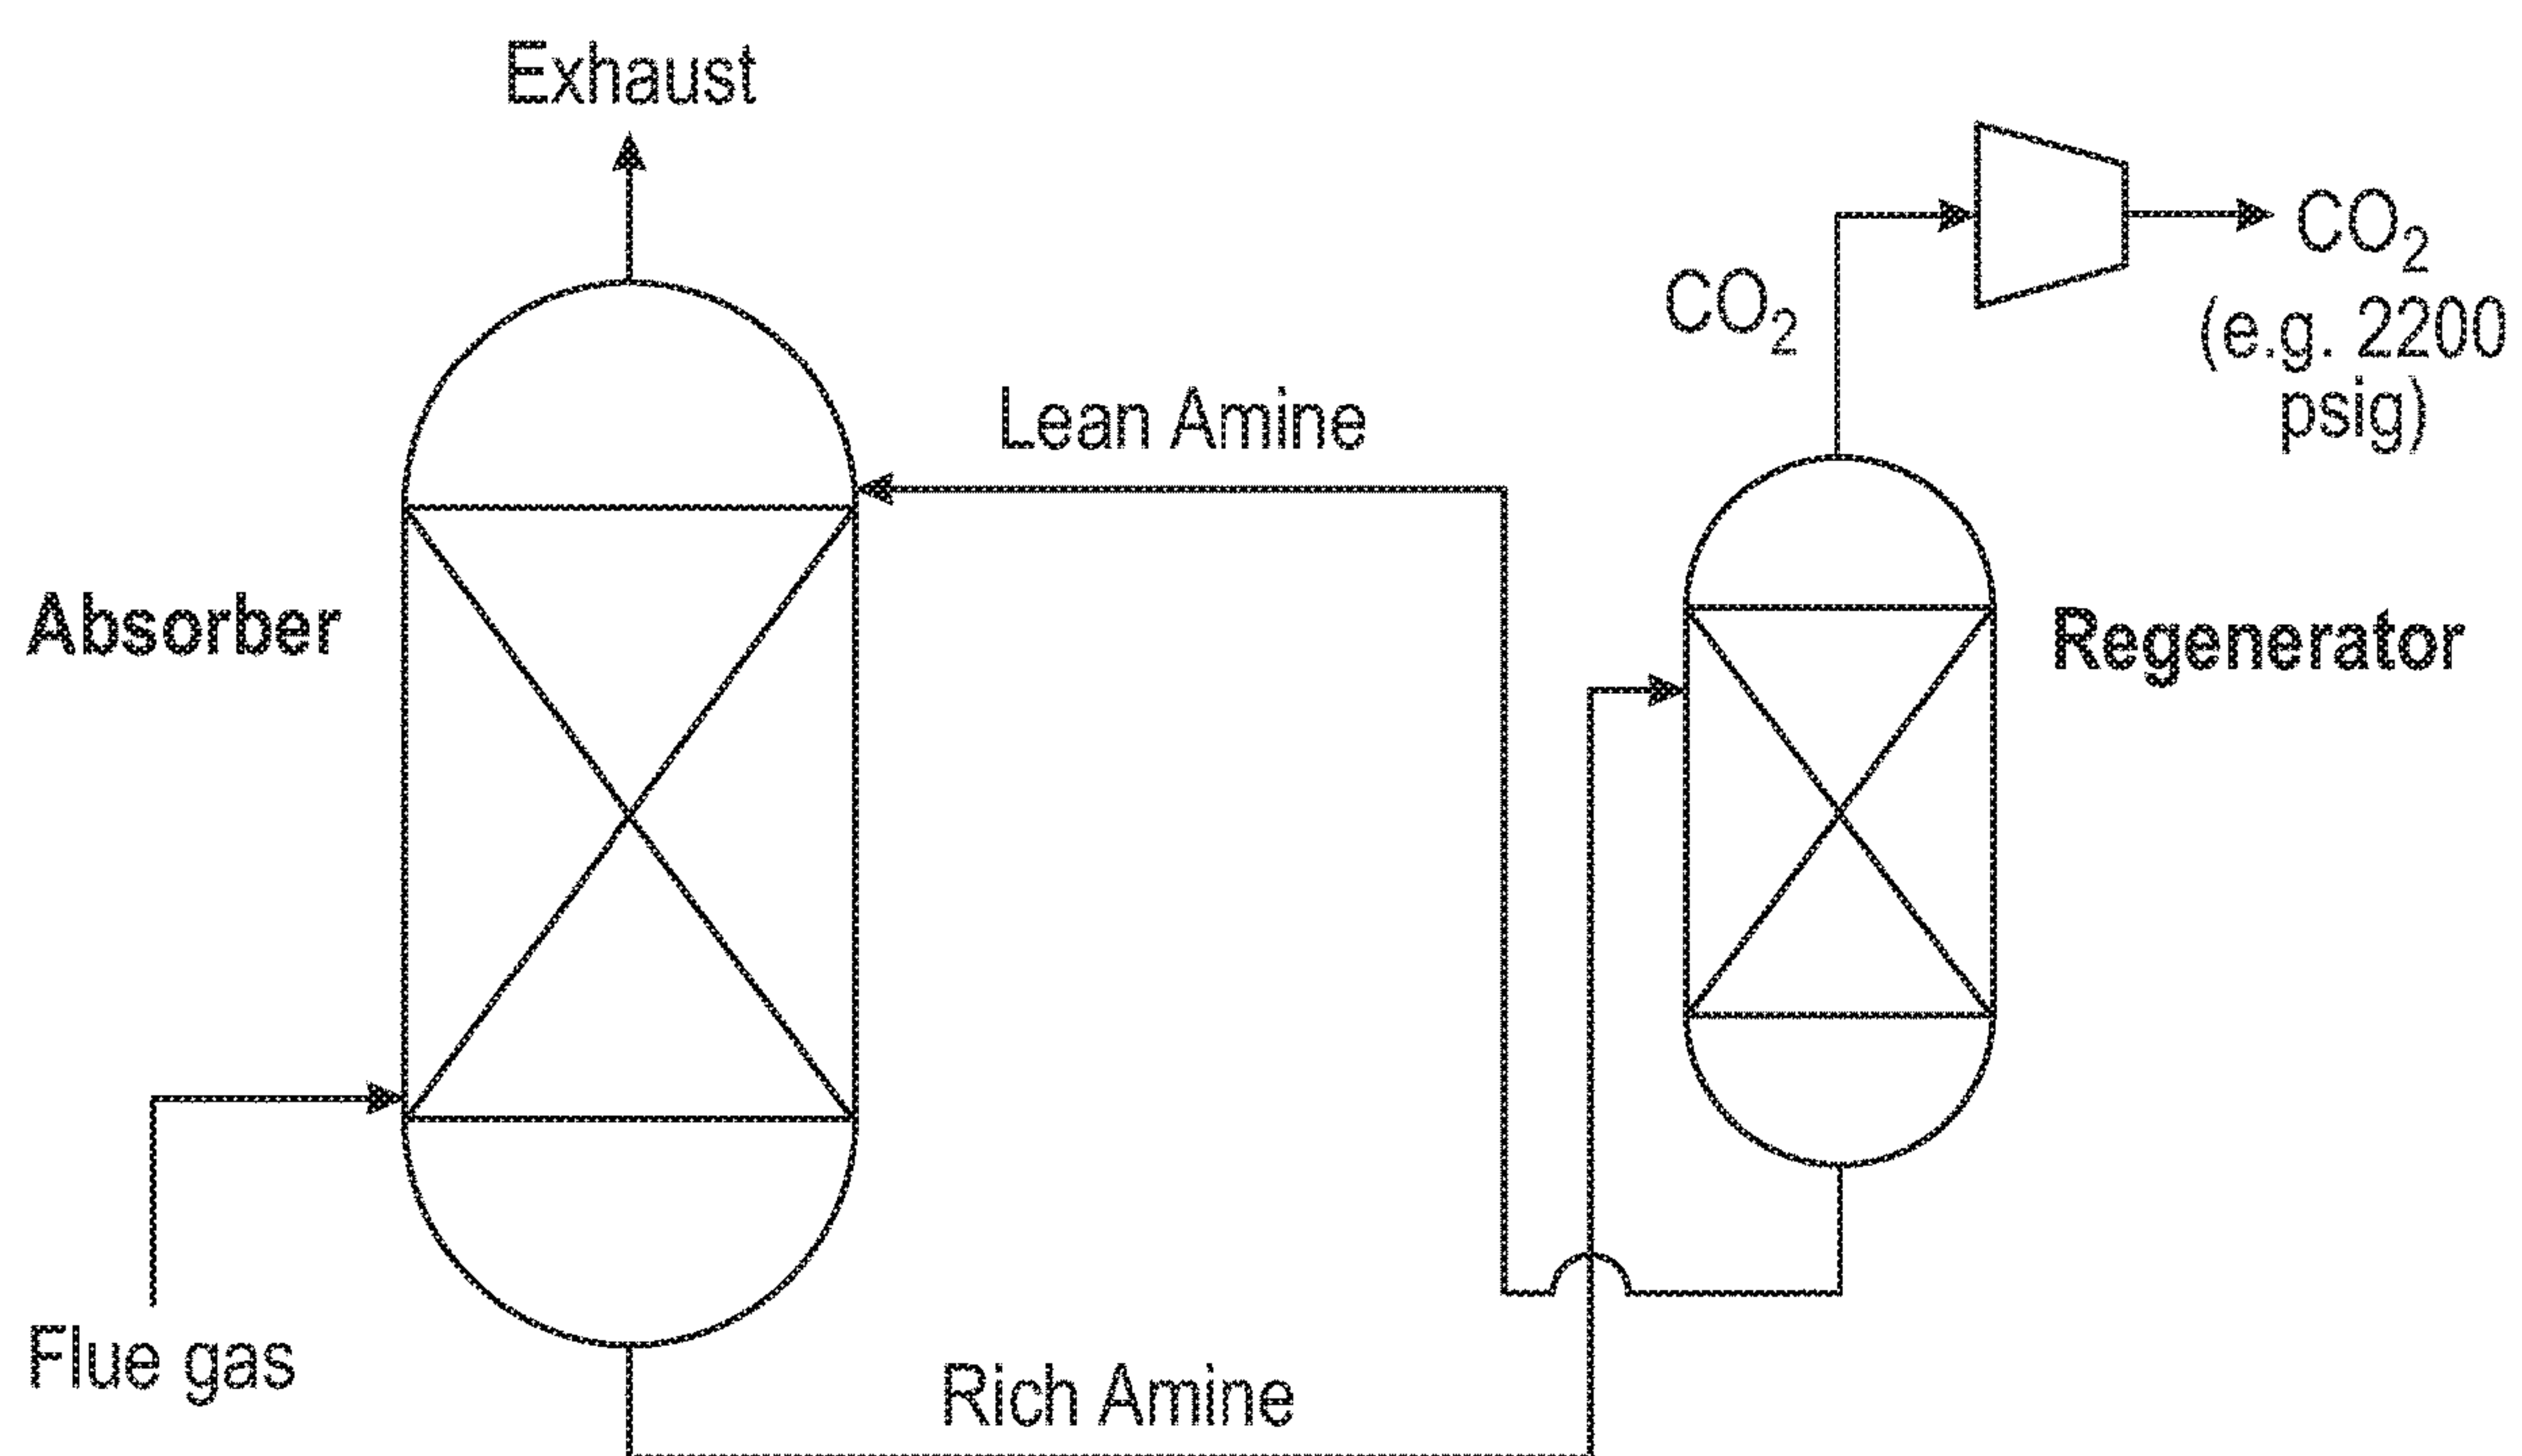 Exhaust
CO2
CO2
(e.g. 2200
psig)
Lean Amine
Absorber
Regenerator
Flue gas
Rich Amine